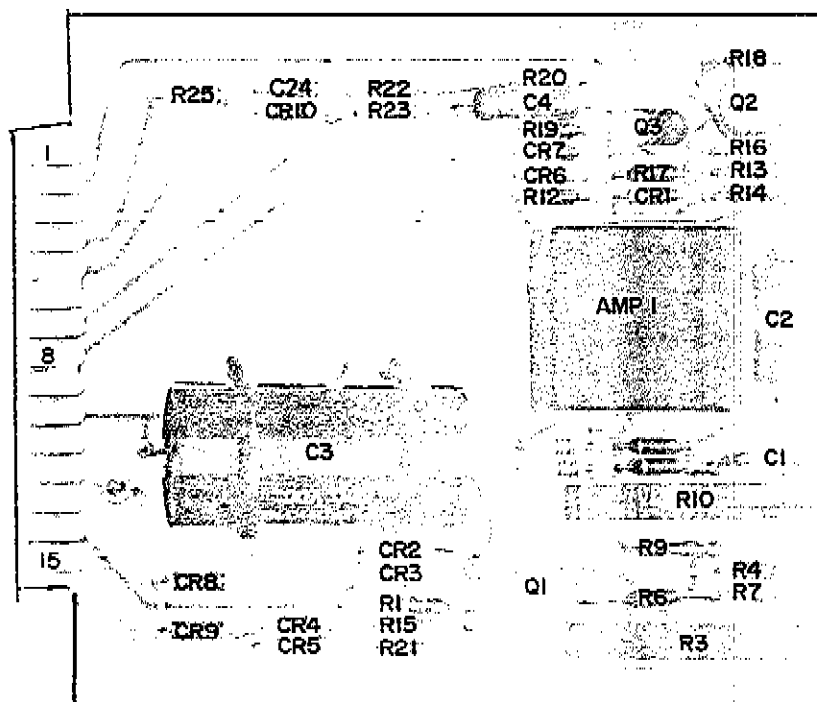 R18
R20
R25 C24 R22
C4 Q2
CR10 R23
R19 Q3
CR7 R16
1
CR6 R17 R13
R12 CR1 R14
AMP 1
C2
8
C3 C1
R10
R9
15 CR2
CR3 R4
CR8 Q1 R6 R7
R1
CR9 CR4 R15
CR5 R21 R3